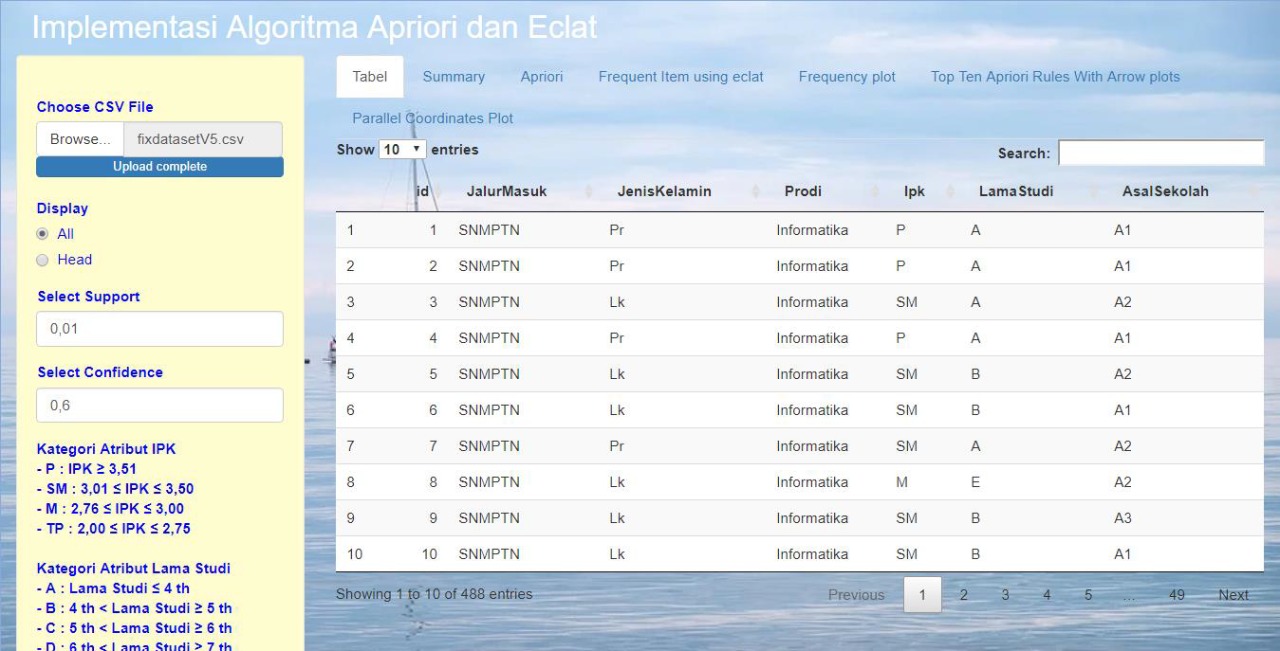 Implementasi Algoritma Apriori dan Eclat
Choose CSV File
Browse... fixdatasetV5.csv
Upload complete
Display
All
Head
Select Support
0,01
Select Confidence
0,6
Kategori Atribut IPK
- P : IPK ≥ 3,51
- SM : 3,01 ≤ IPK ≤ 3,50
- M : 2,76 ≤ IPK ≤ 3,00
- TP : 2,00 ≤ IPK ≤ 2,75
Kategori Atribut Lama Studi
- A : Lama Studi ≤ 4 th
- B : 4 th < Lama Studi ≥ 5 th
- C : 5 th < Lama Studi ≥ 6 th
- D : 6 th < Lama Studi ≥ 7 th
Tabel Summary Apriori Frequent Item using eclat Frequency plot Top Ten Apriori Rules With Arrow plots
Parallel Coordinates Plot
Show 10 entries
Search:
id JalurMasuk JenisKelamin Prodi Ipk LamaStudi AsalSekolah
1 1 SNMPTN Pr Informatika P A A1
2 2 SNMPTN Pr Informatika P A A1
3 3 SNMPTN Lk Informatika SM A A2
4 4 SNMPTN Pr Informatika P A A1
5 5 SNMPTN Lk Informatika SM B A2
6 6 SNMPTN Lk Informatika SM B A1
7 7 SNMPTN Pr Informatika SM A A2
8 8 SNMPTN Lk Informatika M E A2
9 9 SNMPTN Lk Informatika SM B A3
10 10 SNMPTN Lk Informatika SM B A1
Showing 1 to 10 of 488 entries
Previous 1 2 3 4 5 ... 49 Next